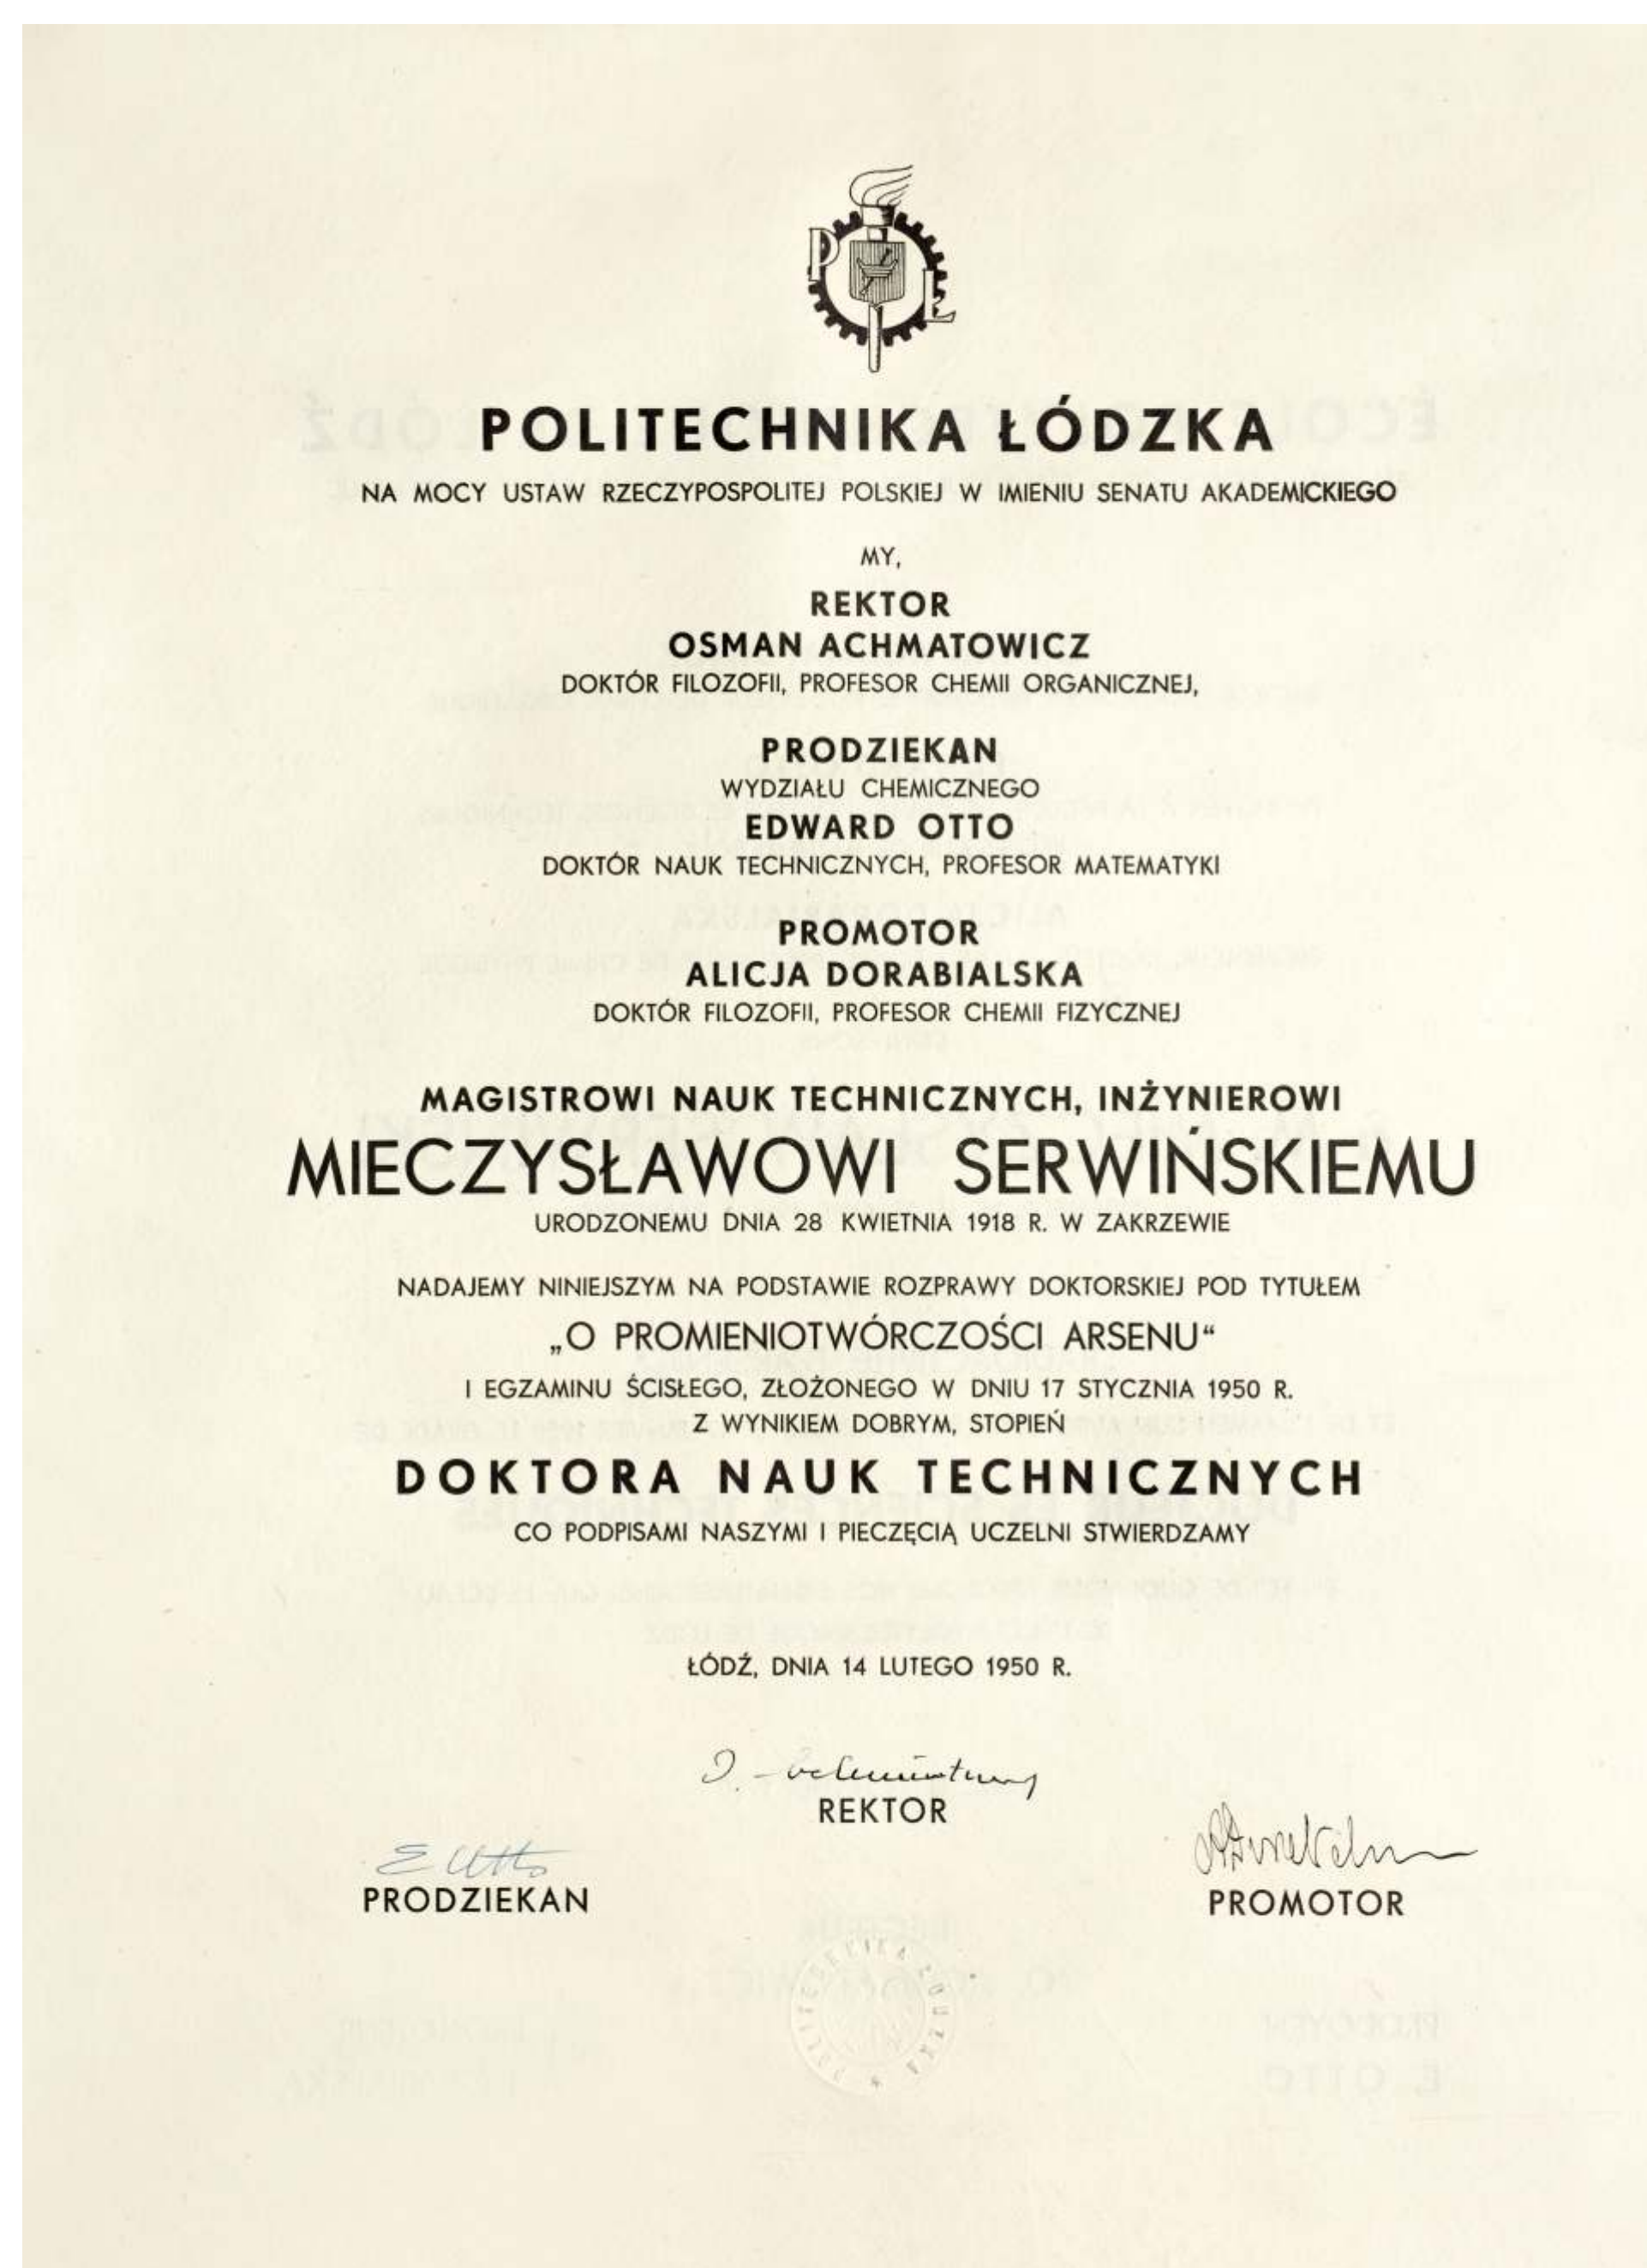 P Ł
POLITECHNIKA ŁÓDZKA
NA MOCY USTAW RZECZYPOSPOLITEJ POLSKIEJ W IMIENIU SENATU AKADEMICKIEGO
MY,
REKTOR
OSMAN ACHMATOWICZ
DOKTÓR FILOZOFII, PROFESOR CHEMII ORGANICZNEJ,
PRODZIEKAN
WYDZIAŁU CHEMICZNEGO
EDWARD OTTO
DOKTÓR NAUK TECHNICZNYCH, PROFESOR MATEMATYKI
PROMOTOR
ALICJA DORABIALSKA
DOKTÓR FILOZOFII, PROFESOR CHEMII FIZYCZNEJ
MAGISTROWI NAUK TECHNICZNYCH, INŻYNIEROWI
MIECZYSŁAWOWI SERWIŃSKIEMU
URODZONEMU DNIA 28 KWIETNIA 1918 R. W ZAKRZEWIE
NADAJEMY NINIEJSZYM NA PODSTAWIE ROZPRAWY DOKTORSKIEJ POD TYTUŁEM
„O PROMIENIOTWÓRCZOŚCI ARSENU“
I EGZAMINU ŚCISŁEGO, ZŁOŻONEGO W DNIU 17 STYCZNIA 1950 R.
Z WYNIKIEM DOBRYM, STOPIEŃ
DOKTORA NAUK TECHNICZNYCH
CO PODPISAMI NASZYMI I PIECZĘCIĄ UCZELNI STWIERDZAMY
ŁÓDŹ, DNIA 14 LUTEGO 1950 R.
REKTOR
E Otto
PRODZIEKAN
PROMOTOR
POLITECHNIKA ŁÓDZKA